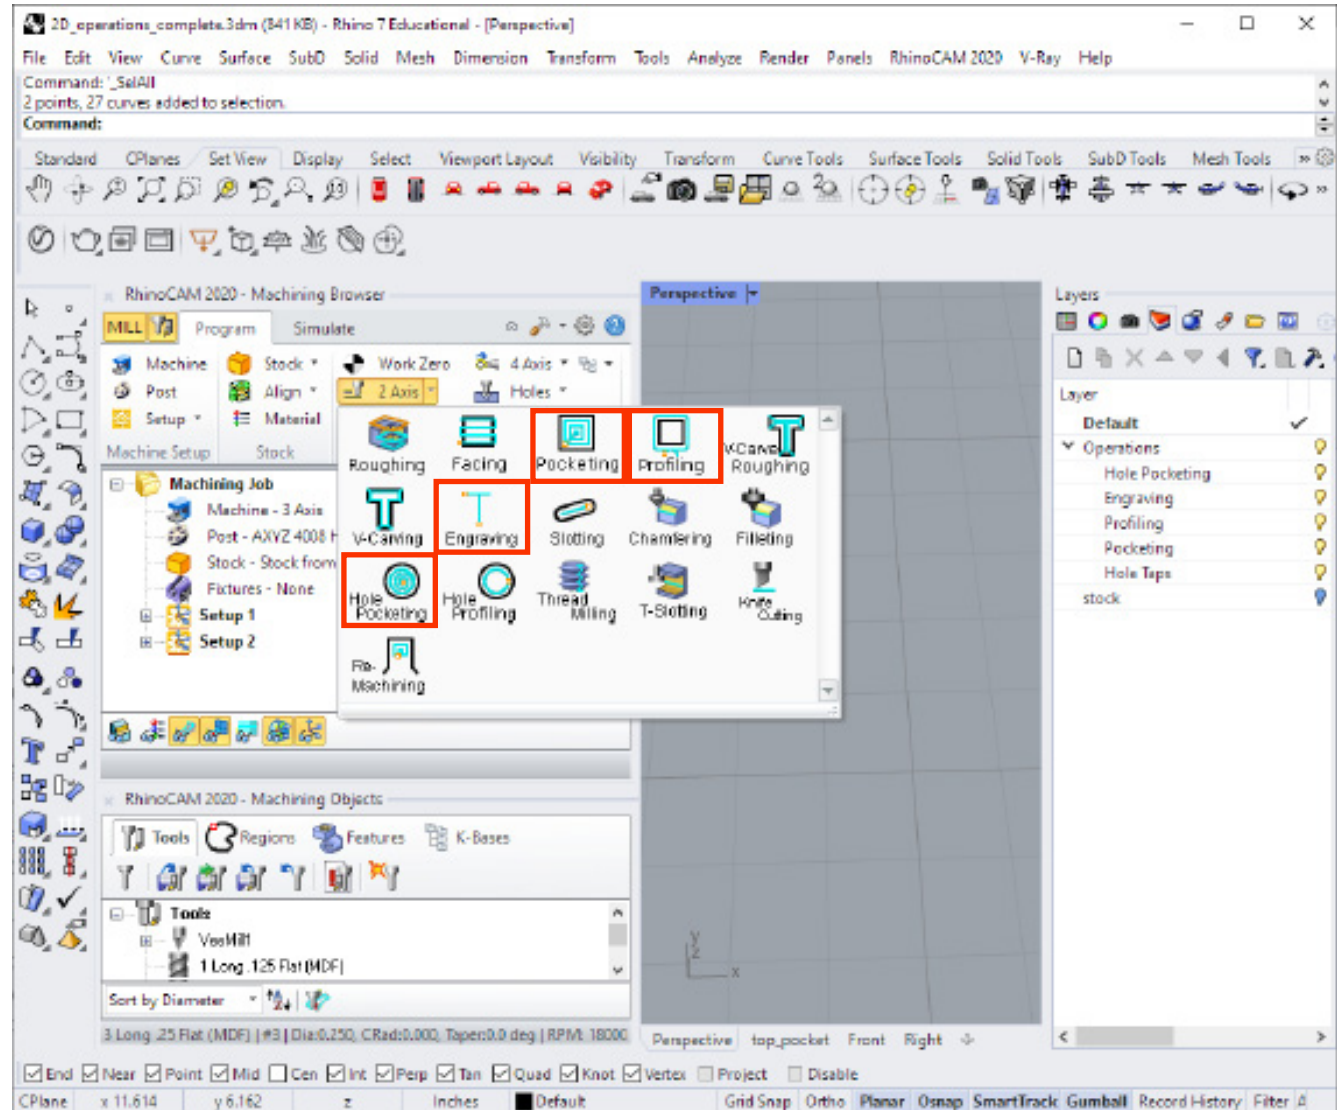 2D_operations_complete.3dm (841 KB) - Rhino 7 Educational - [Perspective]
File Edit View Curve Surface SubD Solid Mesh Dimension Transform Tools Analyze Render Panels RhinoCAM 2020 V-Ray Help
Command: '_SelAll
2 points, 27 curves added to selection.
Command:
Standard CPlanes Set View Display Select Viewport Layout Visibility Transform Curve Tools Surface Tools Solid Tools SubD Tools Mesh Tools
RhinoCAM 2020 - Machining Browser
MILL Program Simulate
Machine Stock Work Zero 4 Axis
Post Align 2 Axis Holes
Setup Material
Machine Setup Stock
Roughing Facing Pocketing Profiling V-Carve Roughing
V-Carving Engraving Slotting Chamfering Filleting
Hole Pocketing Hole Profiling Thread Milling T-Slotting Knife Cutting
Re-Machining
Machining Job
Machine - 3 Axis
Post - AXYZ 4008
Stock - Stock from
Fixtures - None
Setup 1
Setup 2
RhinoCAM 2020 - Machining Objects
Tools Regions Features K-Bases
Tools
VeeMill1
1 Long .125 Flat (MDF)
Sort by Diameter
3 Long .25 Flat (MDF) | #3 | Dia:0.250, CRad:0.000, Taper:0.0 deg | RPM: 18000
Perspective
Y
Z
X
Perspective top_pocket Front Right
Layers
Layer
Default
Operations
Hole Pocketing
Engraving
Profiling
Pocketing
Hole Taps
stock
End Near Point Mid Cen Int Perp Tan Quad Knot Vertex Project Disable
CPlane x 11.614 y 6.162 z Inches Default Grid Snap Ortho Planar Osnap SmartTrack Gumball Record History Filter